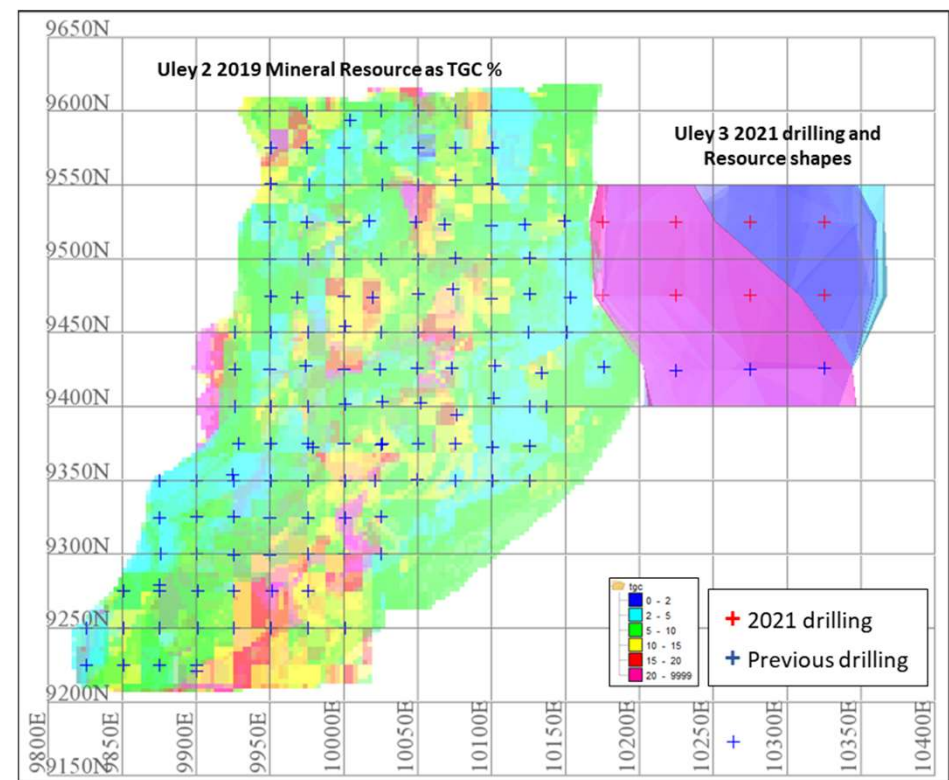 9650N
Uley 2 2019 Mineral Resource as TGC %
9600N
Uley 3 2021 drilling and
Resource shapes
9550N
9500N
9450N
9400N
9350N
9300N
tgc
0 - 2
2 - 5
5 - 10
10 - 15
15 - 20
20 - 9999
2021 drilling
Previous drilling
9250N
9200N
9150N
9800E
9850E
9900E
9950E
10000E
10050E
10100E
10150E
10200E
10250E
10300E
10350E
10400E